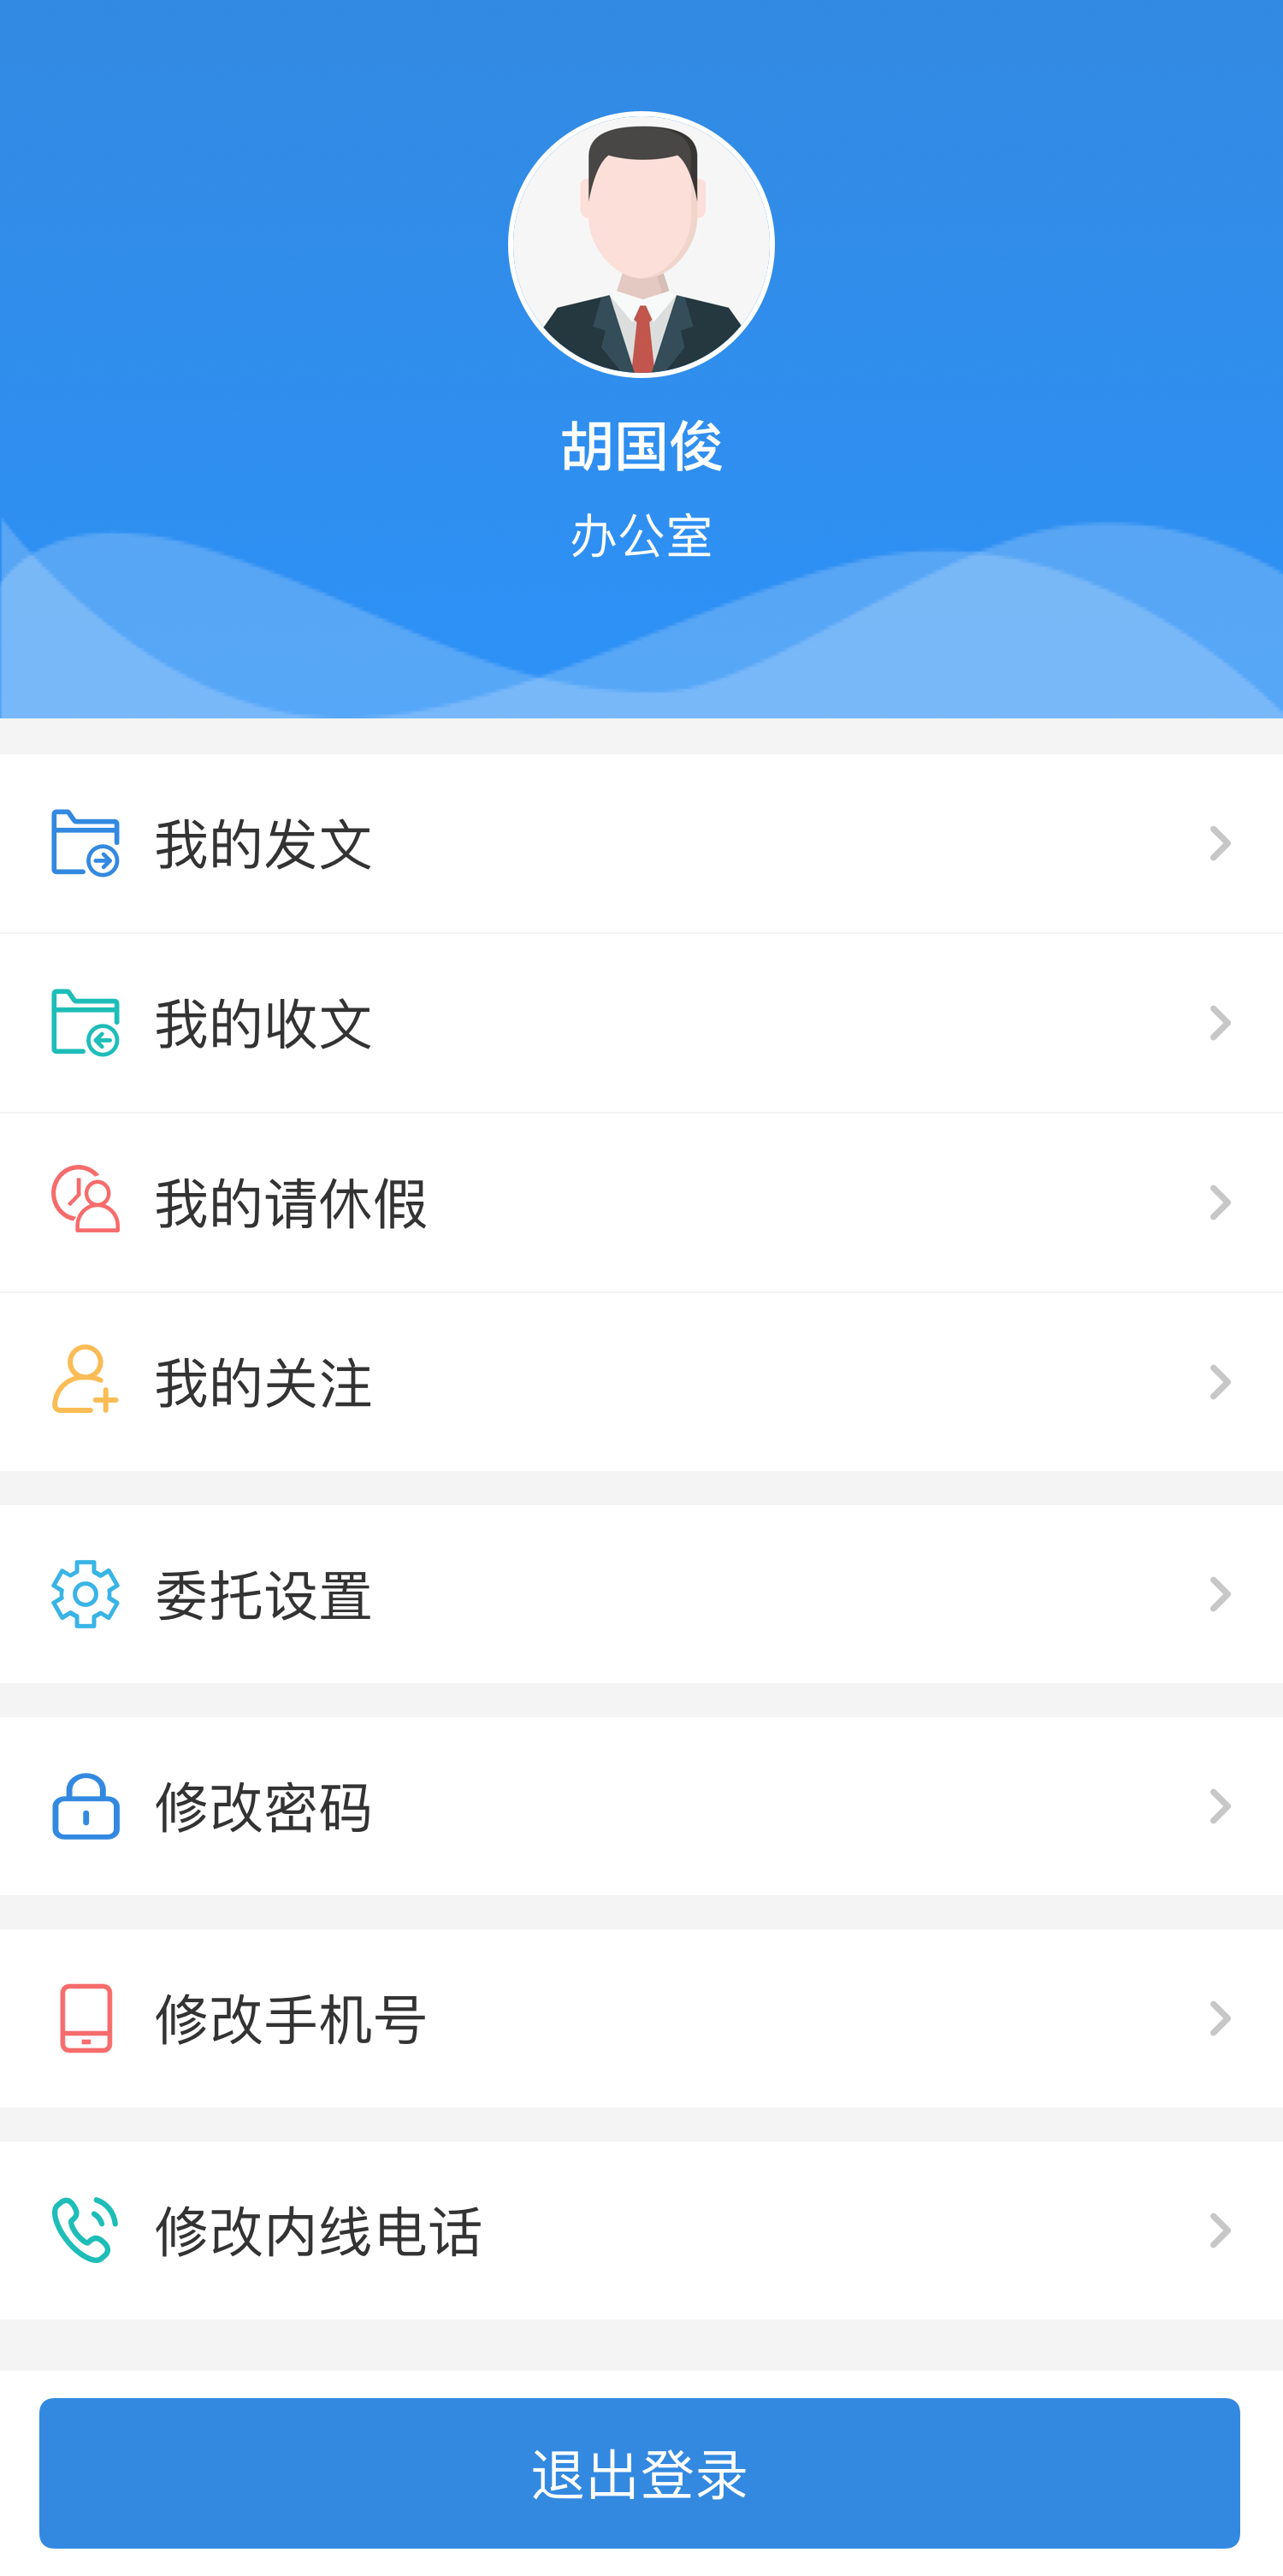 胡国俊
办公室
我的发文
我的收文
我的请休假
我的关注
委托设置
修改密码
修改手机号
修改内线电话
退出登录